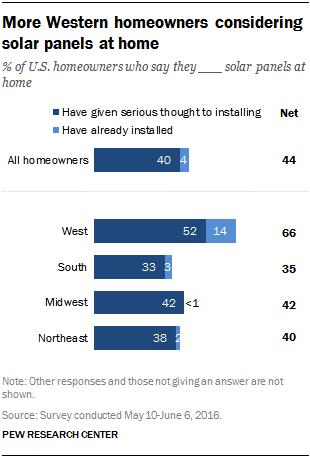 More Western homeowners considering
solar panels at home
% of U.S. homeowners who say they ___ solar panels at
home
Have given serious thought to installing
Have already installed
Net
All homeowners 40 4 44
West 52 14 66
South 33 3 35
Midwest 42 <1 42
Northeast 38 2 40
Note: Other responses and those not giving an answer are not
shown.
Source: Survey conducted May 10-June 6, 2016.
PEW RESEARCH CENTER